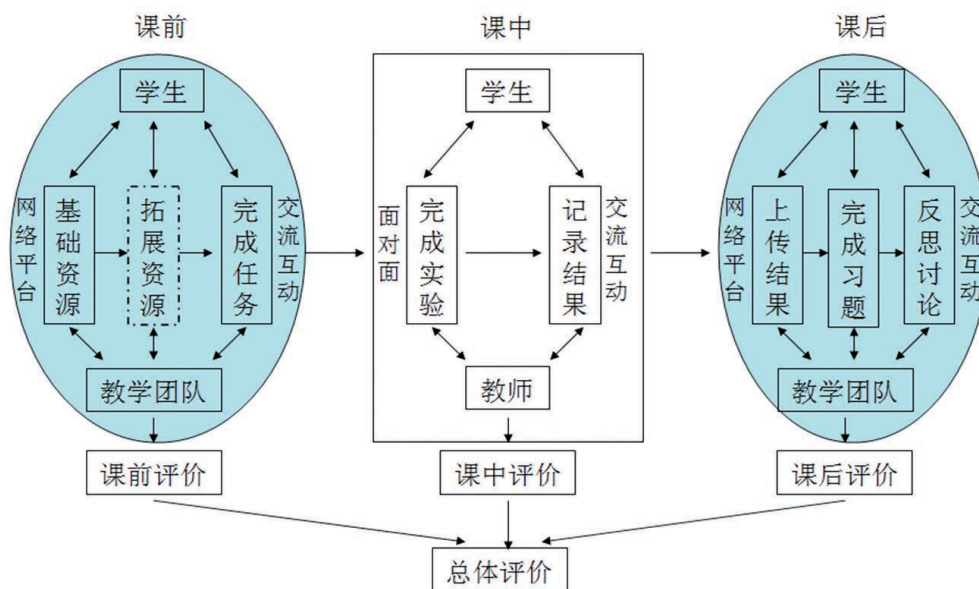 课前
课中
课后
学生
学生
学生
网络平台
基础资源
拓展资源
完成任务
交流互动
面对面
完成实验
记录结果
交流互动
网络平台
上传结果
完成习题
反思讨论
交流互动
教学团队
教师
教学团队
课前评价
课中评价
课后评价
总体评价